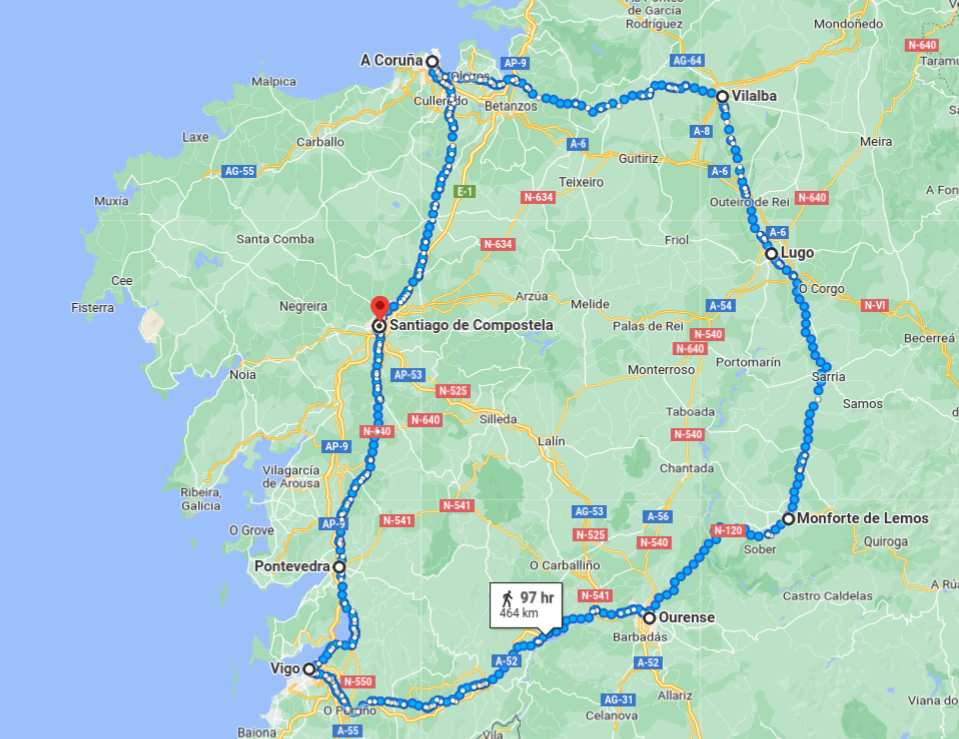 As Pontes
de García
Rodríguez
Mondoñedo
N-640
Taramu
A Coruña
AP-9
AG-64
Oleiros
Malpica
Culleredo
Betanzos
Vilalba
Laxe
Carballo
A-6
A-8
Meira
AG-55
Guitiriz
A-6
Teixeiro
A Fon
Muxía
E-1
N-634
Outeiro de Rei
N-640
Santa Comba
N-634
Friol
A-6
Lugo
Cee
Fisterra
Negreira
Arzúa
Melide
A-54
O Corgo
N-VI
Santiago de Compostela
Palas de Rei
N-540
N-640
Becerreá
Noia
AP-53
N-525
Portomarín
Monterroso
Sarria
Samos
N-640
Silleda
Taboada
N-540
AP-9
Lalín
Vilagarcía
de Arousa
Chantada
Ribeira,
Galicia
N-541
AG-53
A-56
Monforte de Lemos
O Grove
AP-9
N-541
N-525
N-540
N-120
Sober
Quiroga
Pontevedra
O Carballiño
A Rúa
97 hr
464 km
N-541
Castro Caldelas
Ourense
Barbadás
Vigo
A-52
A-52
N-550
O Porriño
AG-31
Allariz
Celanova
Viana do
Baiona
A-55
Vila